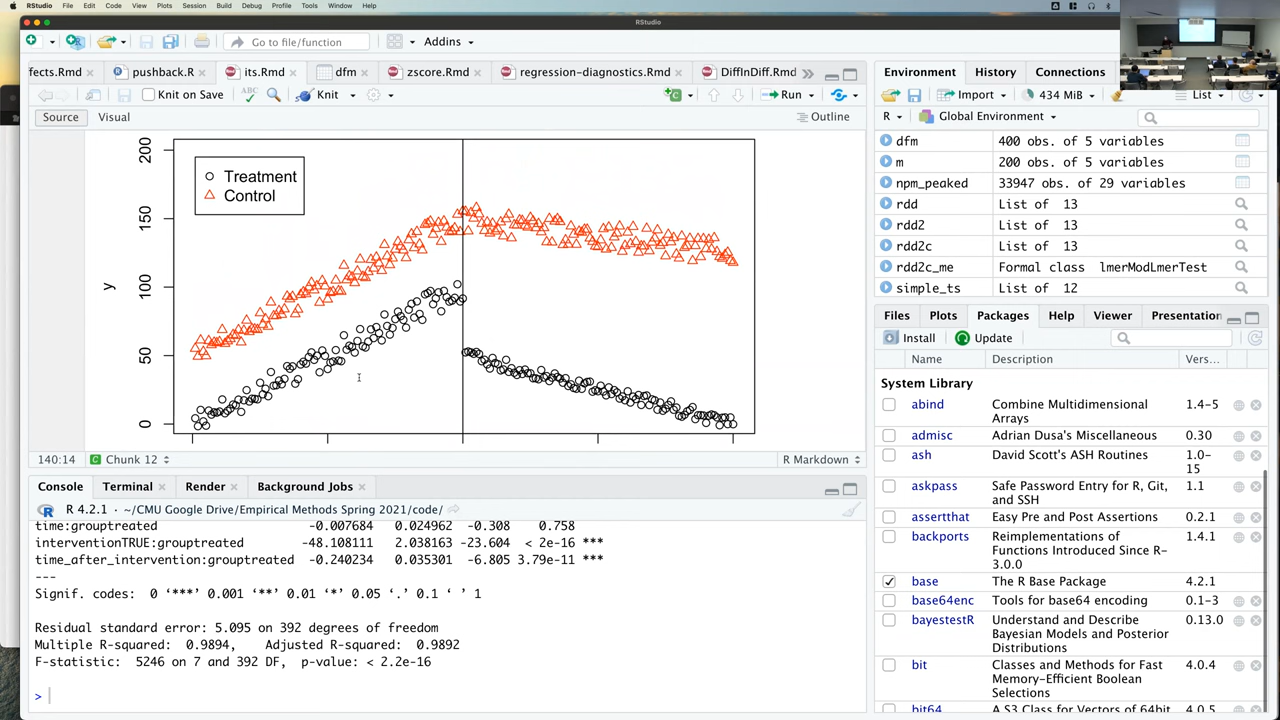 RStudio File Edit Code View Plots Session Build Debug Profile Tools Window Help
RStudio
Go to file/function Addins
fects.Rmd pushback.R its.Rmd dfm zscore.Rmd regression-diagnostics.Rmd DiffInDiff.Rmd
Knit on Save ABC Knit Run
Source Visual Outline
200
150
100
50
0
y
Treatment
Control
140:14 Chunk 12 R Markdown
Console Terminal Render Background Jobs
R 4.2.1 · ~/CMU Google Drive/Empirical Methods Spring 2021/code/
time:grouptreated -0.007684 0.024962 -0.308 0.758
interventionTRUE:grouptreated -48.108111 2.038163 -23.604 < 2e-16 ***
time_after_intervention:grouptreated -0.240234 0.035301 -6.805 3.79e-11 ***
---
Signif. codes: 0 ‘***’ 0.001 ‘**’ 0.01 ‘*’ 0.05 ‘.’ 0.1 ‘ ’ 1
Residual standard error: 5.095 on 392 degrees of freedom
Multiple R-squared: 0.9894, Adjusted R-squared: 0.9892
F-statistic: 5246 on 7 and 392 DF, p-value: < 2.2e-16
>
Environment History Connections
Import 434 MiB List
R Global Environment
dfm 400 obs. of 5 variables
m 200 obs. of 5 variables
npm_peaked 33947 obs. of 29 variables
rdd List of 13
rdd2 List of 13
rdd2c List of 13
rdd2c_me Formal class lmerModLmerTest
simple_ts List of 12
Files Plots Packages Help Viewer Presentation
Install Update
Name Description Vers...
System Library
abind Combine Multidimensional Arrays 1.4-5
admisc Adrian Dusa's Miscellaneous 0.30
ash David Scott's ASH Routines 1.0-15
askpass Safe Password Entry for R, Git, and SSH 1.1
assertthat Easy Pre and Post Assertions 0.2.1
backports Reimplementations of Functions Introduced Since R-3.0.0 1.4.1
base The R Base Package 4.2.1
base64enc Tools for base64 encoding 0.1-3
bayestestR Understand and Describe Bayesian Models and Posterior Distributions 0.13.0
bit Classes and Methods for Fast Memory-Efficient Boolean Selections 4.0.4
bit64 A S3 Class for Vectors of 64bit 4.0.5